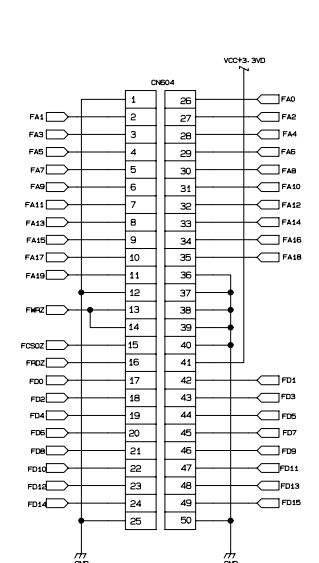 VCC+3.3VD
CN604
1 26 FA0
FA1 2 27 FA2
FA3 3 28 FA4
FA5 4 29 FA6
FA7 5 30 FA8
FA9 6 31 FA10
FA11 7 32 FA12
FA13 8 33 FA14
FA15 9 34 FA16
FA17 10 35 FA18
FA19 11 36
12 37
FWRZ 13 38
14 39
FCS0Z 15 40
FRDZ 16 41
FD0 17 42 FD1
FD2 18 43 FD3
FD4 19 44 FD5
FD6 20 45 FD7
FD8 21 46 FD9
FD10 22 47 FD11
FD12 23 48 FD13
FD14 24 49 FD15
25 50
GND GND